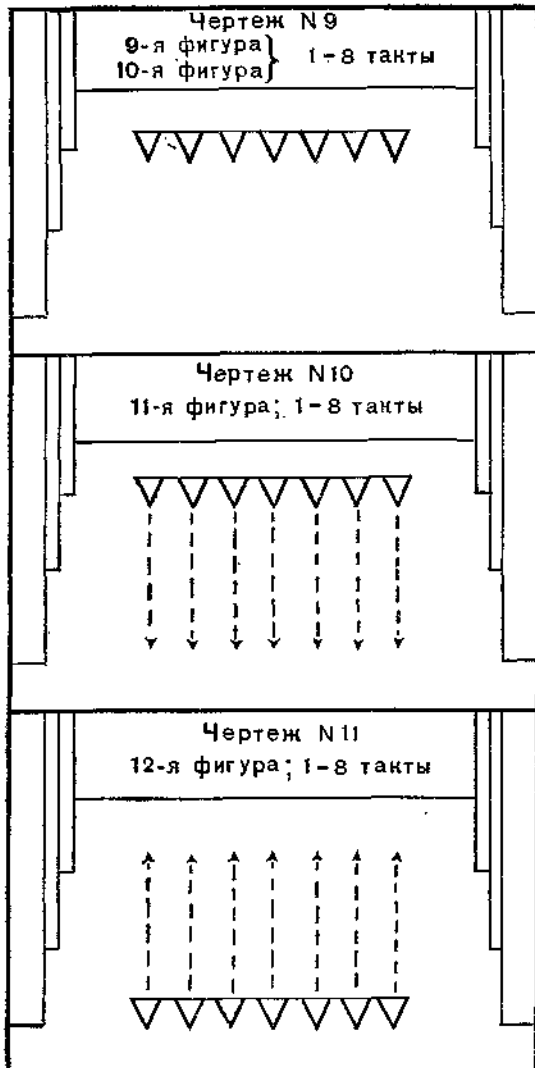 Чертеж N 9
9-я фигура
10-я фигура } 1-8 такты
Чертеж N10
11-я фигура; 1-8 такты
Чертеж N11
12-я фигура; 1-8 такты